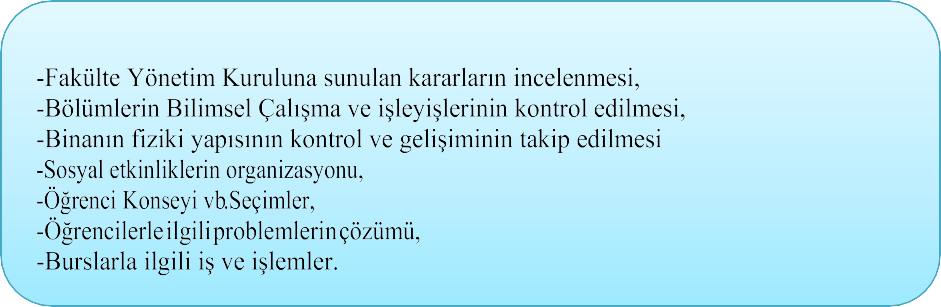 -Fakülte Yönetim Kuruluna sunulan kararların incelenmesi,
-Bölümlerin Bilimsel Çalışma ve işleyişlerinin kontrol edilmesi,
-Binanın fiziki yapısının kontrol ve gelişiminin takip edilmesi
-Sosyal etkinliklerin organizasyonu,
-Öğrenci Konseyi vb.Seçimler,
-Öğrencilerle ilgili problemlerin çözümü,
-Burslarla ilgili iş ve işlemler.